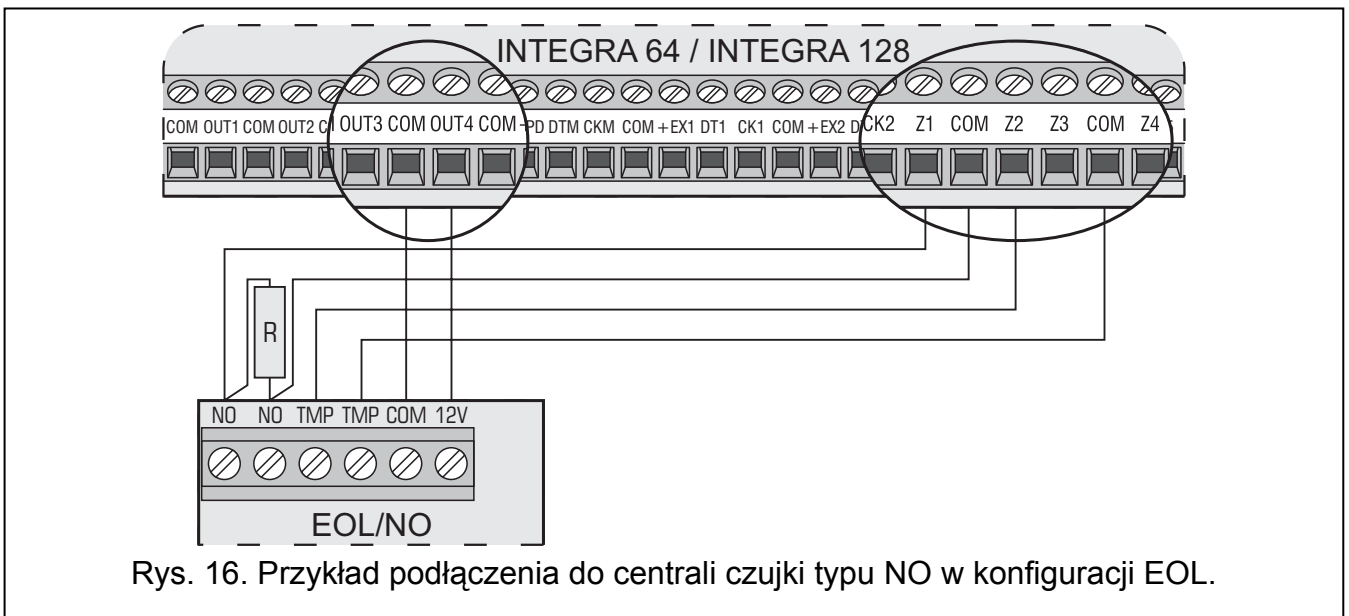 INTEGRA 64 / INTEGRA 128
COM OUT1 COM OUT2 OUT3 COM OUT4 COM +PD DTM CKM COM +EX1 DT1 CK1 COM +EX2 CK2 Z1 COM Z2 Z3 COM Z4
R
NO NO TMP TMP COM 12V
EOL/NO
Rys. 16. Przykład podłączenia do centrali czujki typu NO w konfiguracji EOL.